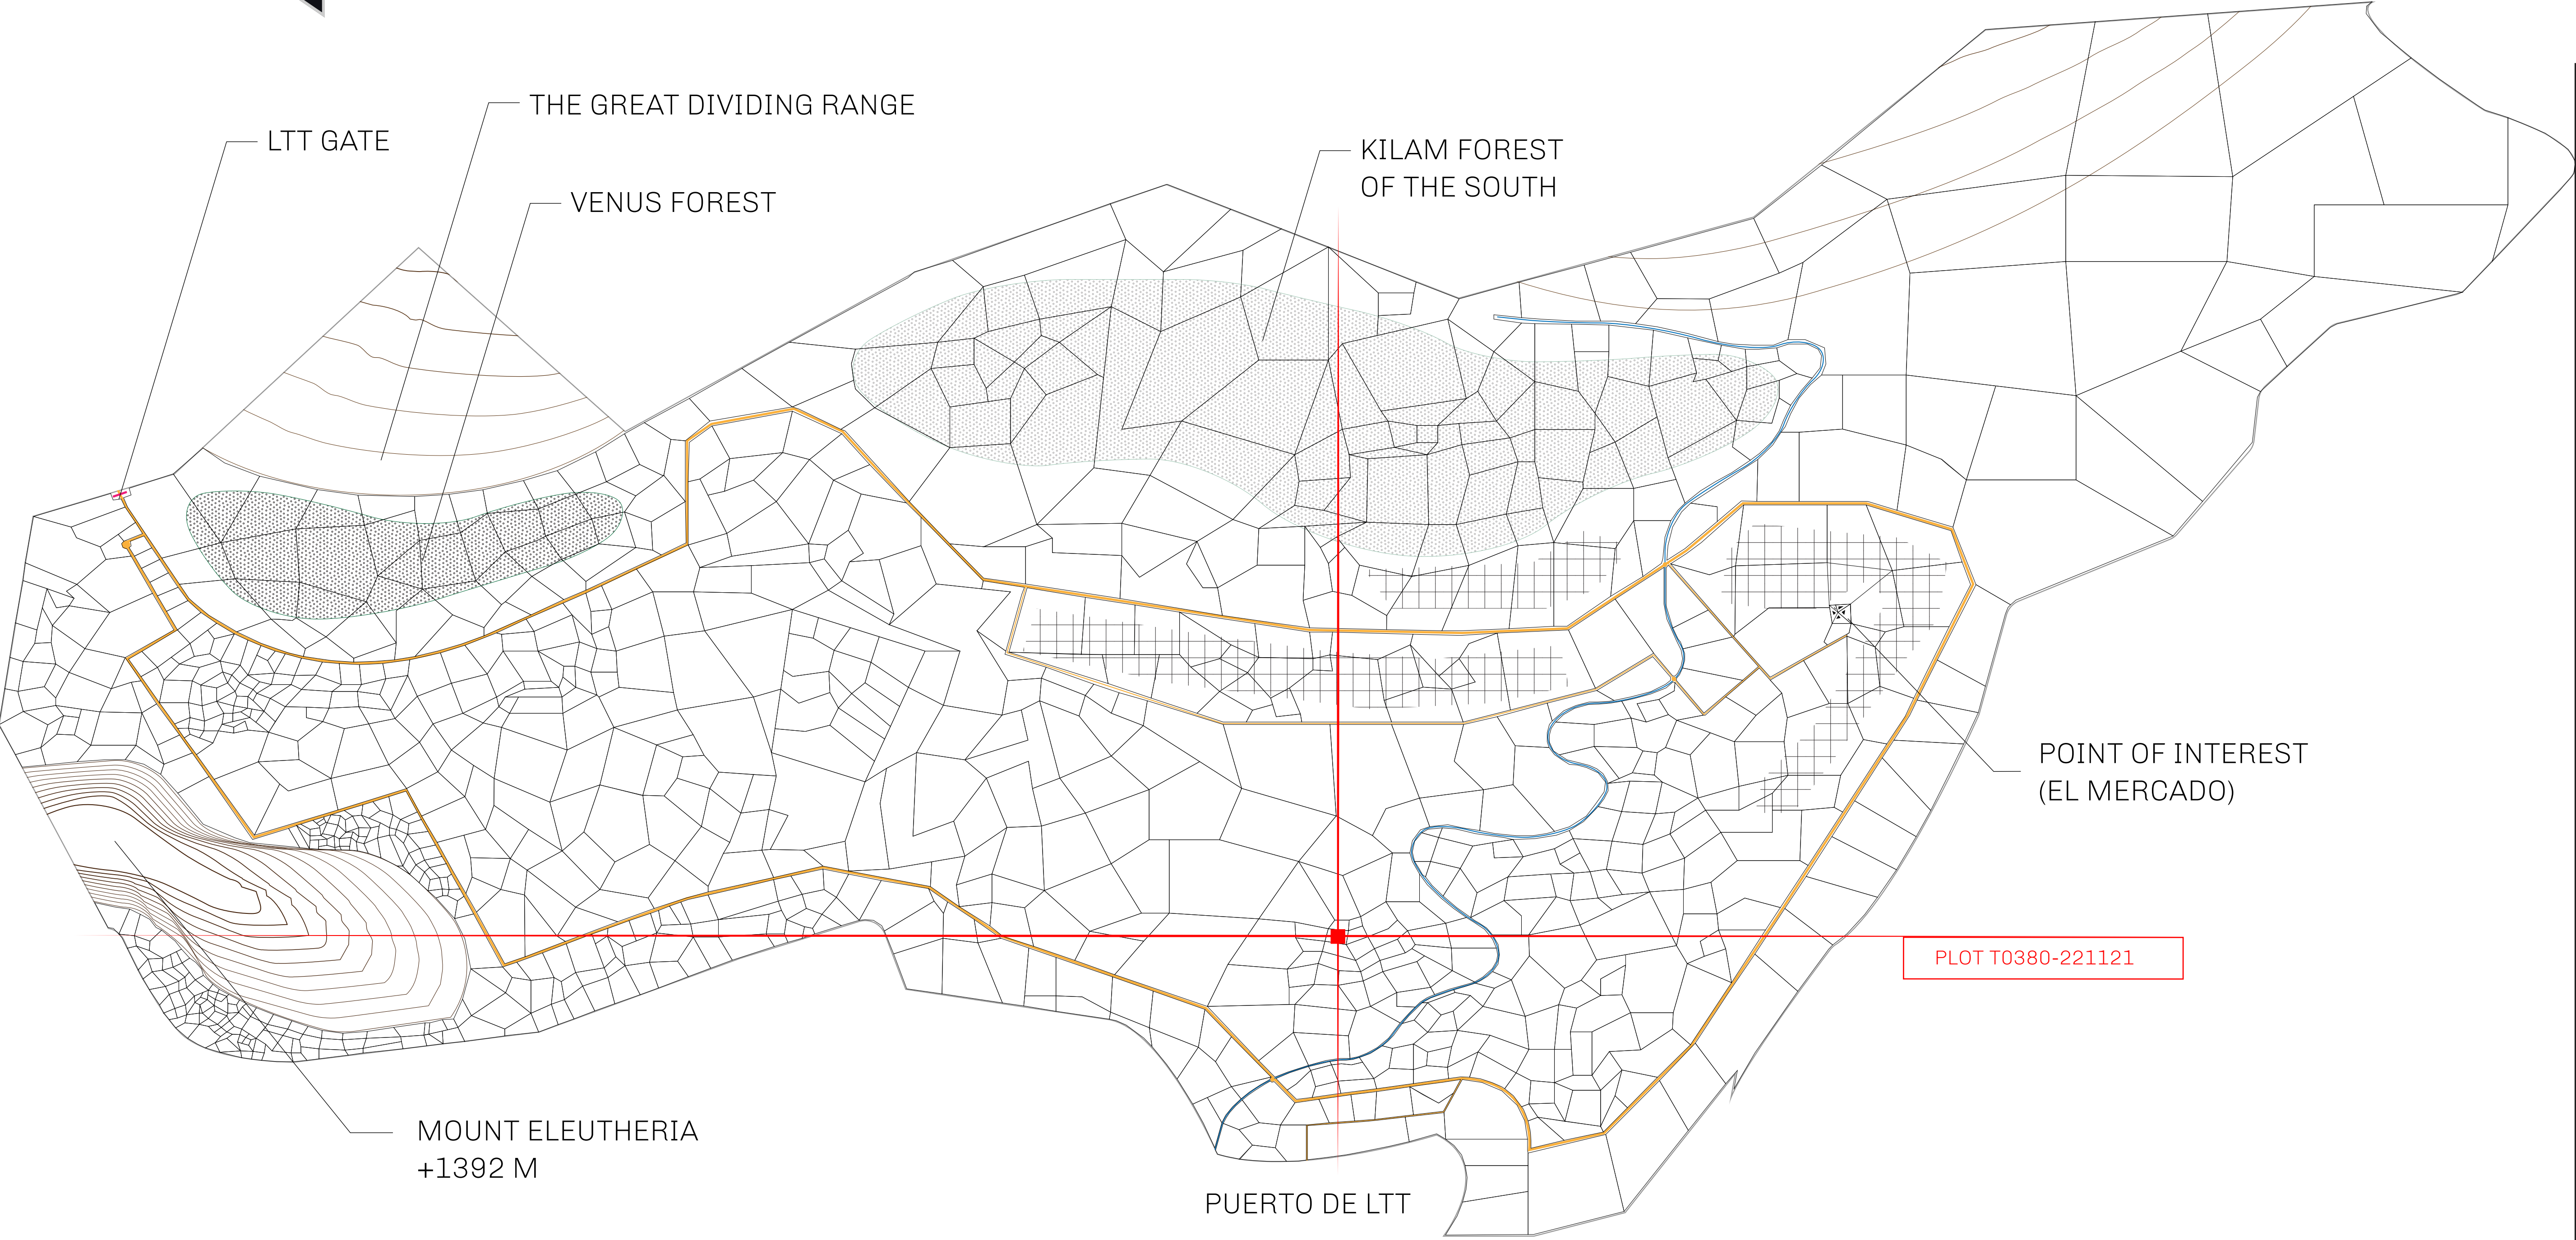 THE GREAT DIVIDING RANGE
LTT GATE
VENUS FOREST
KILAM FOREST
OF THE SOUTH
POINT OF INTEREST
(EL MERCADO)
PLOT T0380-221121
MOUNT ELEUTHERIA
+1392 M
PUERTO DE LTT